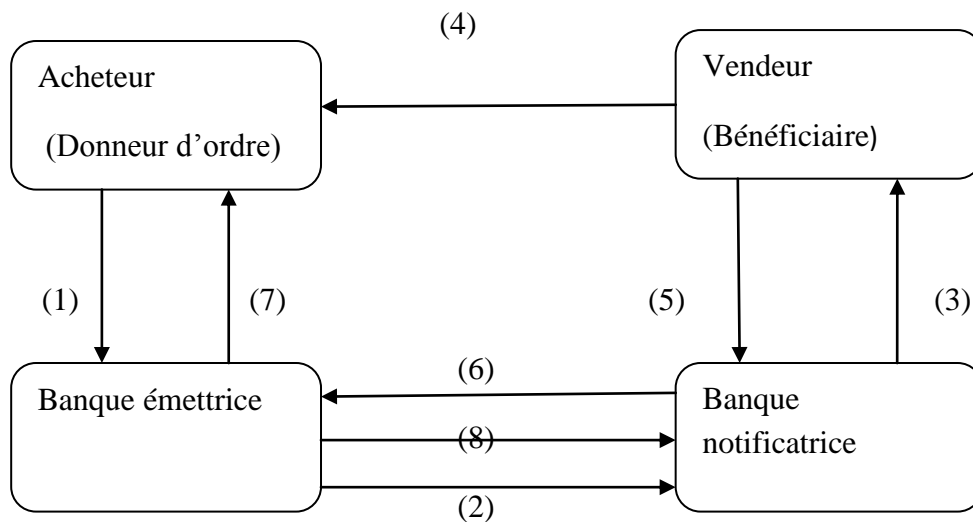 (4)
Acheteur
(Donneur d’ordre)
Vendeur
(Bénéficiaire)
(1)
(7)
(5)
(3)
Banque émettrice
(6)
(8)
(2)
Banque
notificatrice